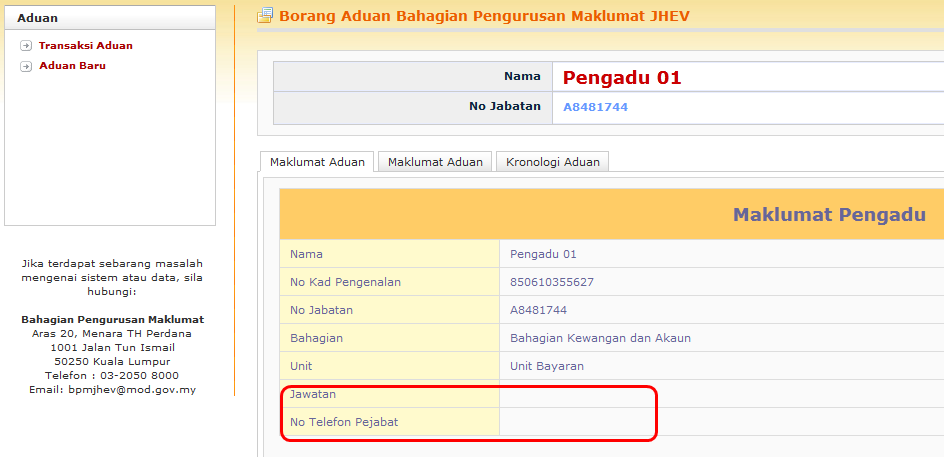 Aduan
Transaksi Aduan
Aduan Baru
Jika terdapat sebarang masalah
mengenai sistem atau data, sila
hubungi:
Bahagian Pengurusan Maklumat
Aras 20, Menara TH Perdana
1001 Jalan Tun Ismail
50250 Kuala Lumpur
Telefon : 03-2050 8000
Email: bpmjhev@mod.gov.my
Borang Aduan Bahagian Pengurusan Maklumat JHEV
Nama Pengadu 01
No Jabatan A8481744
Maklumat Aduan Maklumat Aduan Kronologi Aduan
Maklumat Pengadu
Nama Pengadu 01
No Kad Pengenalan 850610355627
No Jabatan A8481744
Bahagian Bahagian Kewangan dan Akaun
Unit Unit Bayaran
Jawatan
No Telefon Pejabat